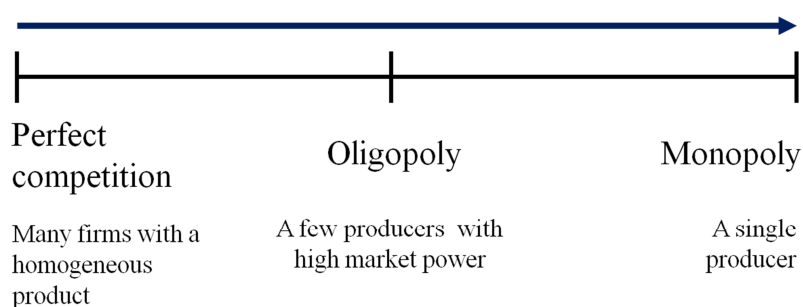 Perfect
competition
Oligopoly
Monopoly
Many firms with a
homogeneous
product
A few producers with
high market power
A single
producer